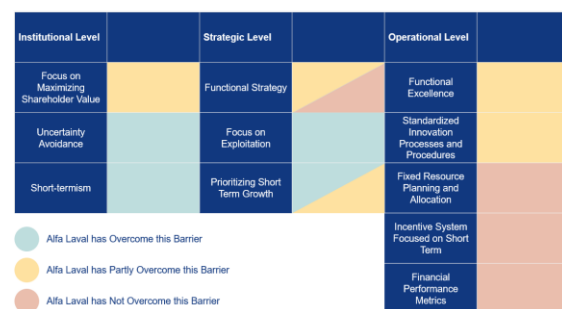 Institutional Level
Strategic Level
Operational Level
Focus on
Maximizing
Shareholder Value
Functional Strategy
Functional
Excellence
Uncertainty
Avoidance
Focus on
Exploitation
Standardized
Innovation
Processes and
Procedures
Short-termism
Prioritizing Short
Term Growth
Fixed Resource
Planning and
Allocation
Incentive System
Focused on Short
Term
Financial
Performance
Metrics
Alfa Laval has Overcome this Barrier
Alfa Laval has Partly Overcome this Barrier
Alfa Laval has Not Overcome this Barrier